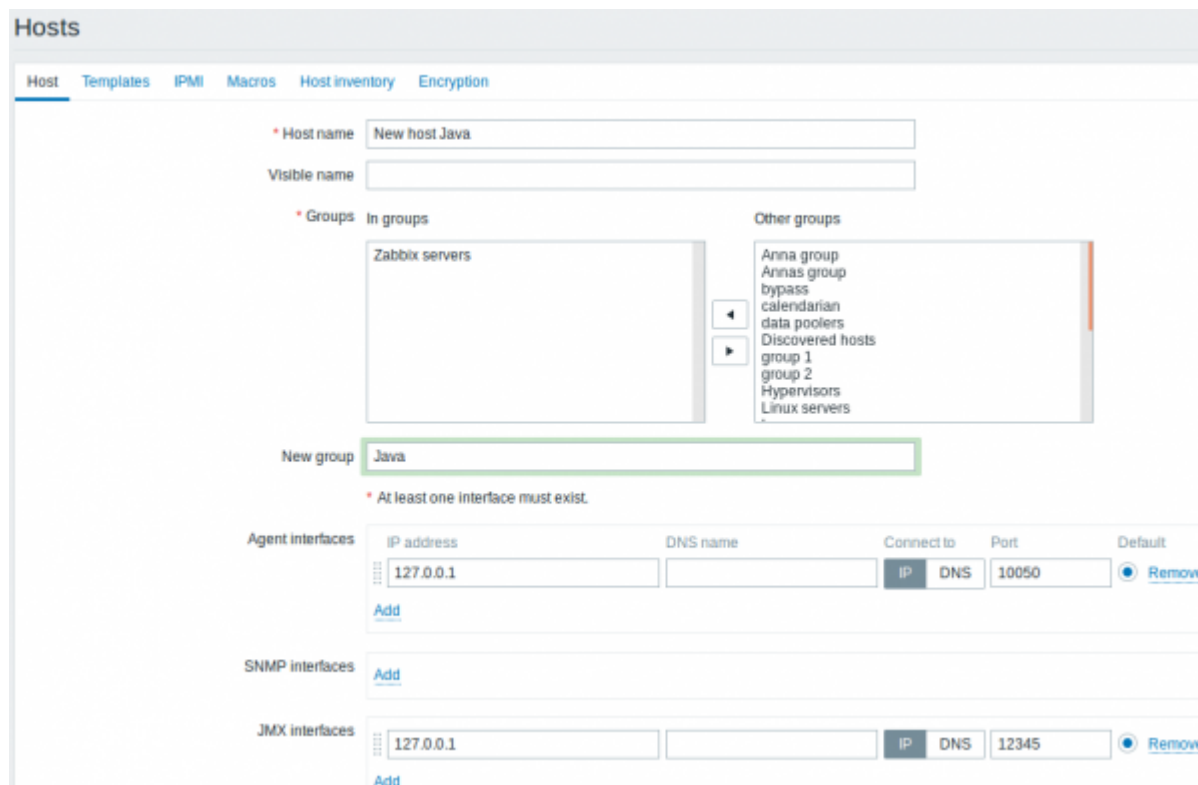 Hosts
Host Templates IPMI Macros Host inventory Encryption
* Host name New host Java
Visible name
* Groups In groups Other groups
Zabbix servers
Anna group
Annas group
bypass
calendarian
data poolers
Discovered hosts
group 1
group 2
Hypervisors
Linux servers
New group Java
* At least one interface must exist.
Agent interfaces IP address DNS name Connect to Port Default
127.0.0.1 IP DNS 10050 Remove
Add
SNMP interfaces Add
JMX interfaces 127.0.0.1 IP DNS 12345 Remove
Add